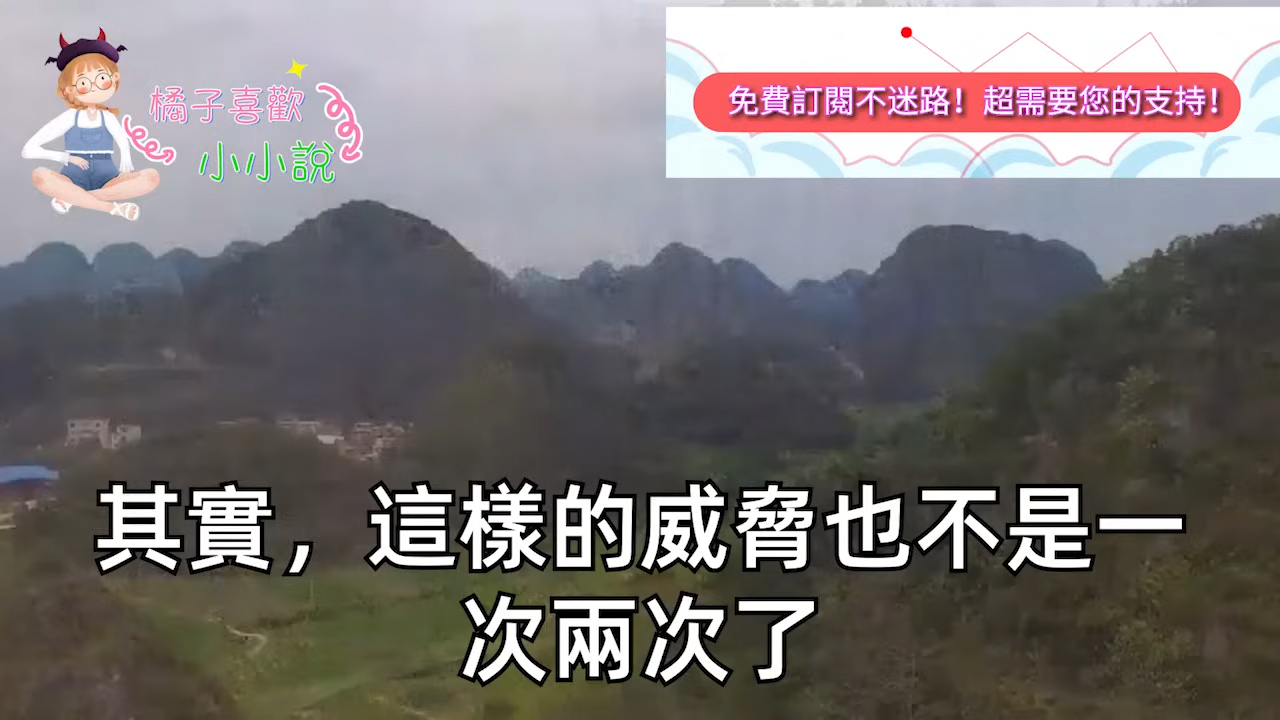 橘子喜歡
小小說
免費訂閱不迷路！超需要您的支持！
其實，這樣的威脅也不是一
次兩次了